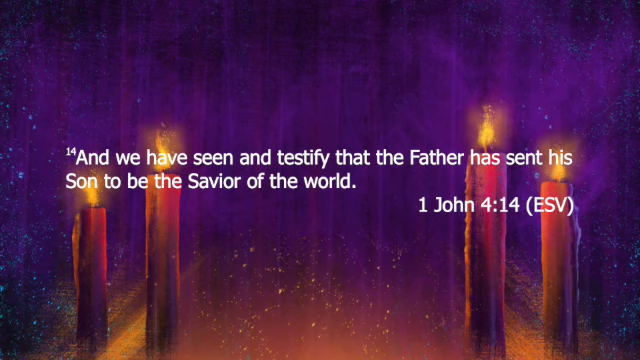 14And we have seen and testify that the Father has sent his
Son to be the Savior of the world.
1 John 4:14 (ESV)